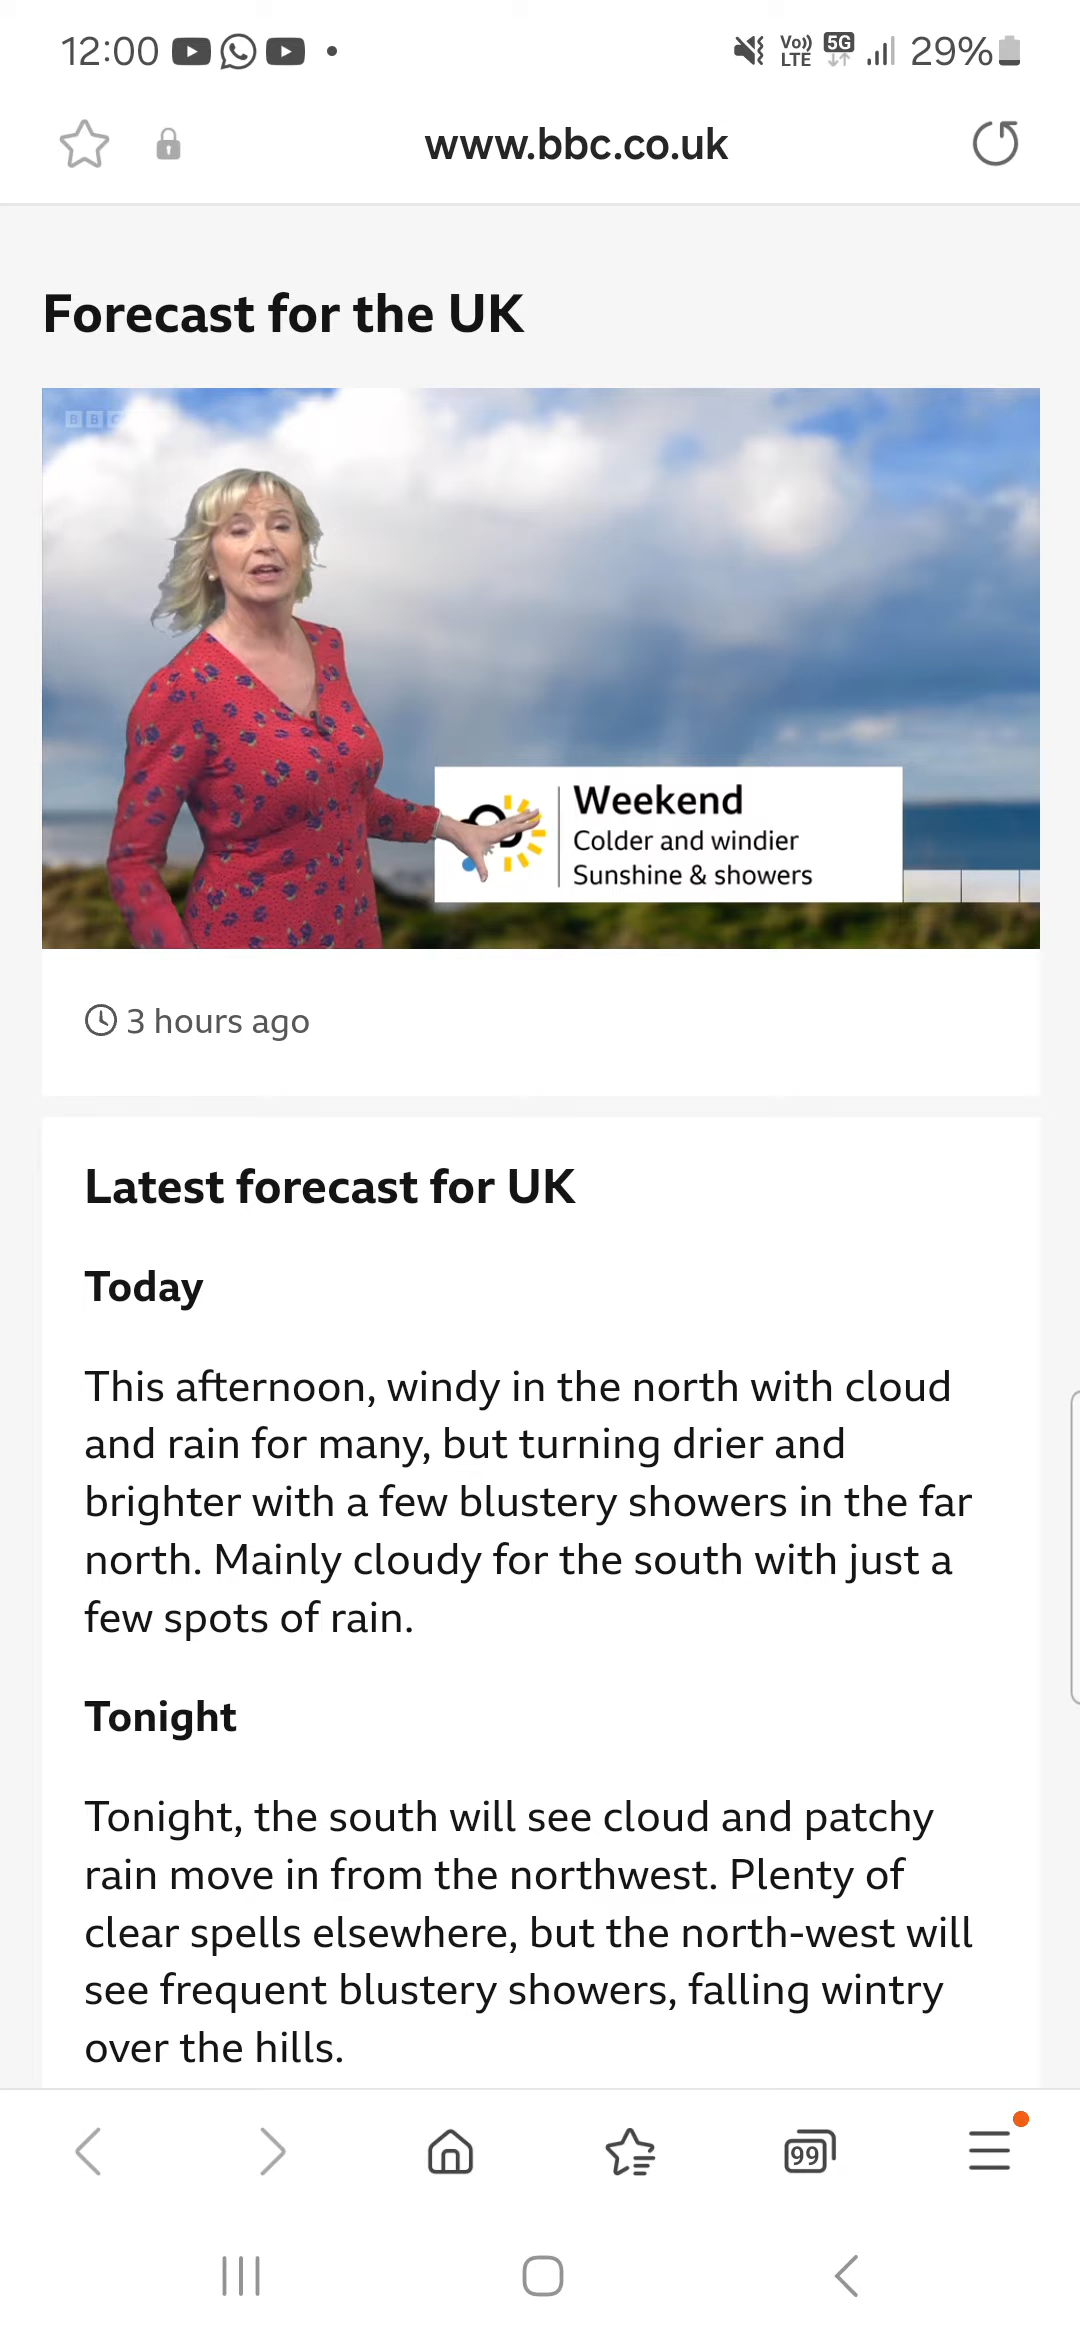 12:00 Vo)) LTE 5G 29%
www.bbc.co.uk
Forecast for the UK
BBC
Weekend
Colder and windier
Sunshine & showers
3 hours ago
Latest forecast for UK
Today
This afternoon, windy in the north with cloud
and rain for many, but turning drier and
brighter with a few blustery showers in the far
north. Mainly cloudy for the south with just a
few spots of rain.
Tonight
Tonight, the south will see cloud and patchy
rain move in from the northwest. Plenty of
clear spells elsewhere, but the north-west will
see frequent blustery showers, falling wintry
over the hills.
99